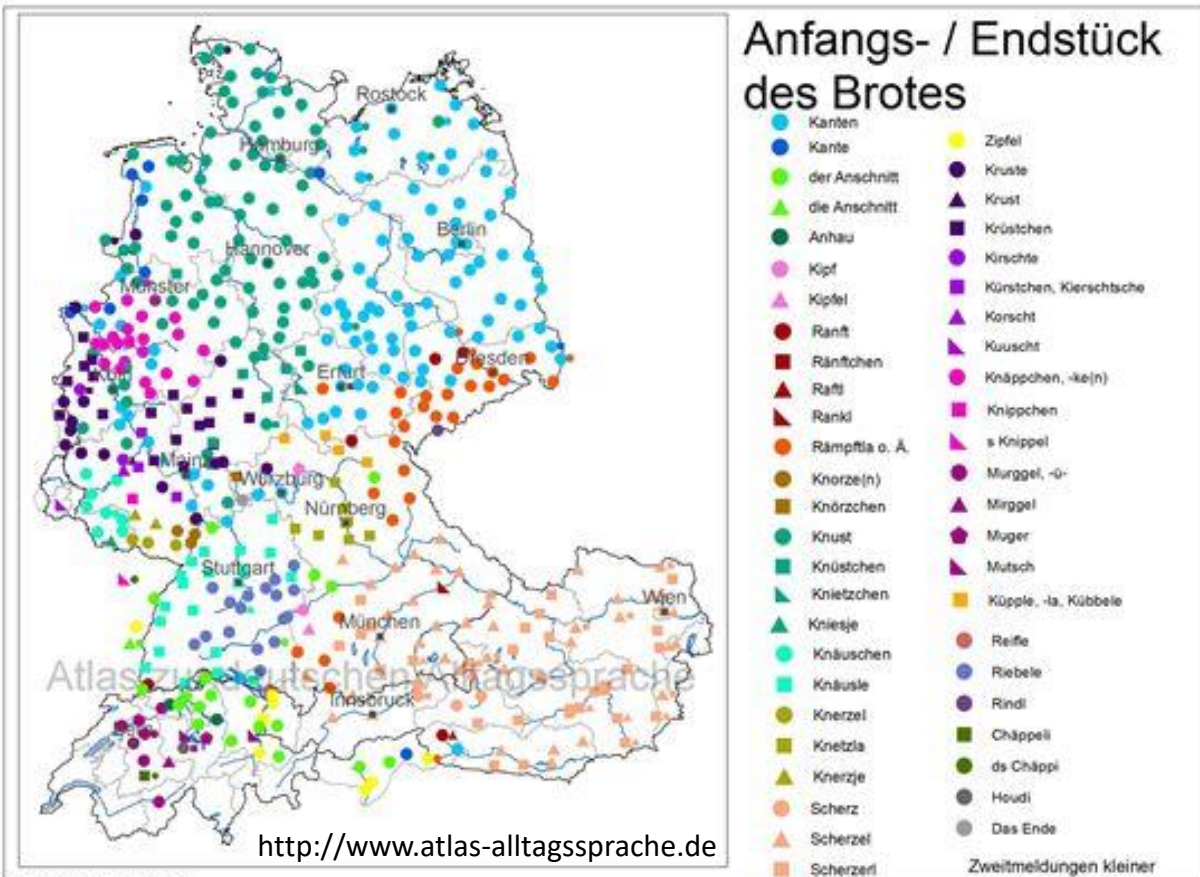 Anfangs- / Endstück
des Brotes
Kanten
Kante
der Anschnitt
die Anschnitt
Anhau
Kipf
Kipfel
Ranft
Ränftchen
Raftl
Rankl
Rämpftla o. Ä.
Knorze(n)
Knörzchen
Knust
Knüstchen
Knietzchen
Kniesje
Knäuschen
Knäusle
Knerzel
Knetzla
Knerzje
Scherz
Scherzel
Scherzerl
Zipfel
Kruste
Krust
Krüstchen
Kirschte
Kürstchen, Kierschtsche
Korscht
Kuuscht
Knäppchen, -ke(n)
Knippchen
s Knippel
Murggel, -ü-
Mirggel
Muger
Mutsch
Küpple, -la, Kübbele
Reifle
Riebele
Rindl
Chäppeli
ds Chäppi
Houdi
Das Ende
Zweitmeldungen kleiner
Rostock
Hamburg
Berlin
Hannover
Münster
Dresden
Erfurt
Köln
Mainz
Würzburg
Nürnberg
Stuttgart
Wien
München
Atlas zur deutschen Alltagssprache
Innsbruck
http://www.atlas-alltagssprache.de